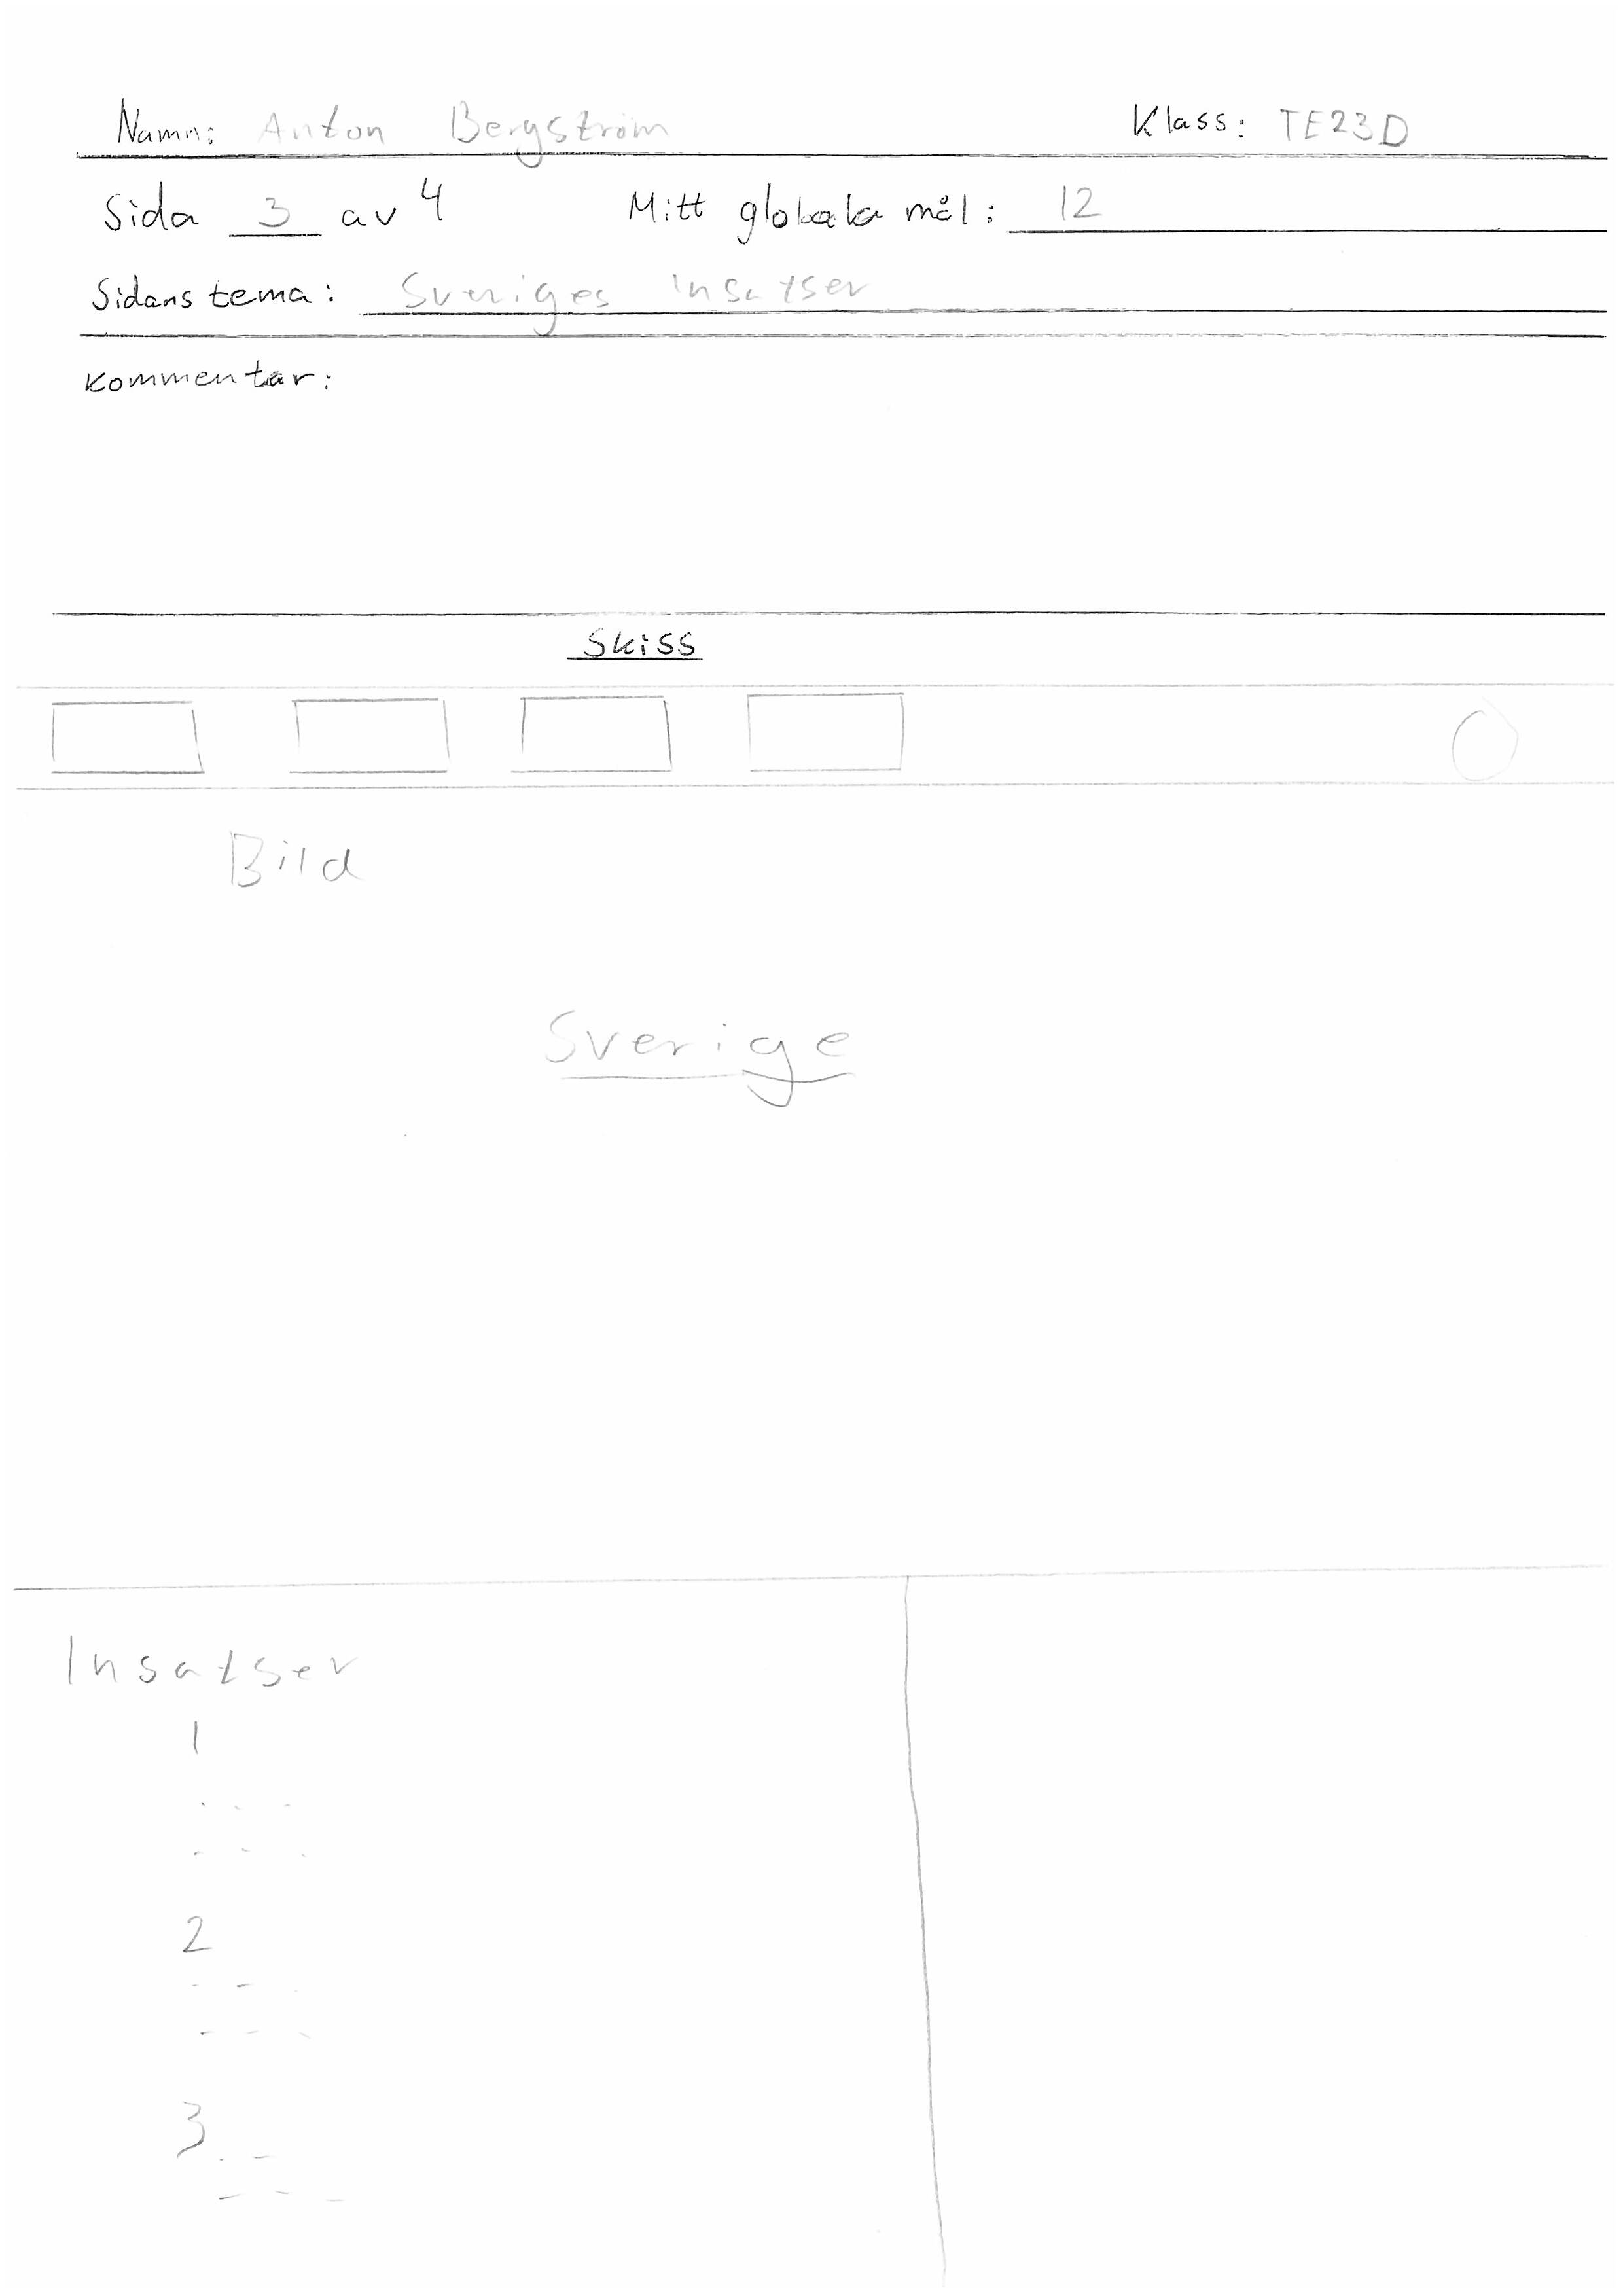 Namn: Anton Bergström Klass: TE23D
Sida 3 av 4 Mitt globala mål: 12
Sidans tema: Sveriges insatser
Kommentar:
Skiss
Bild
Sverige
Insatser
1
2
3